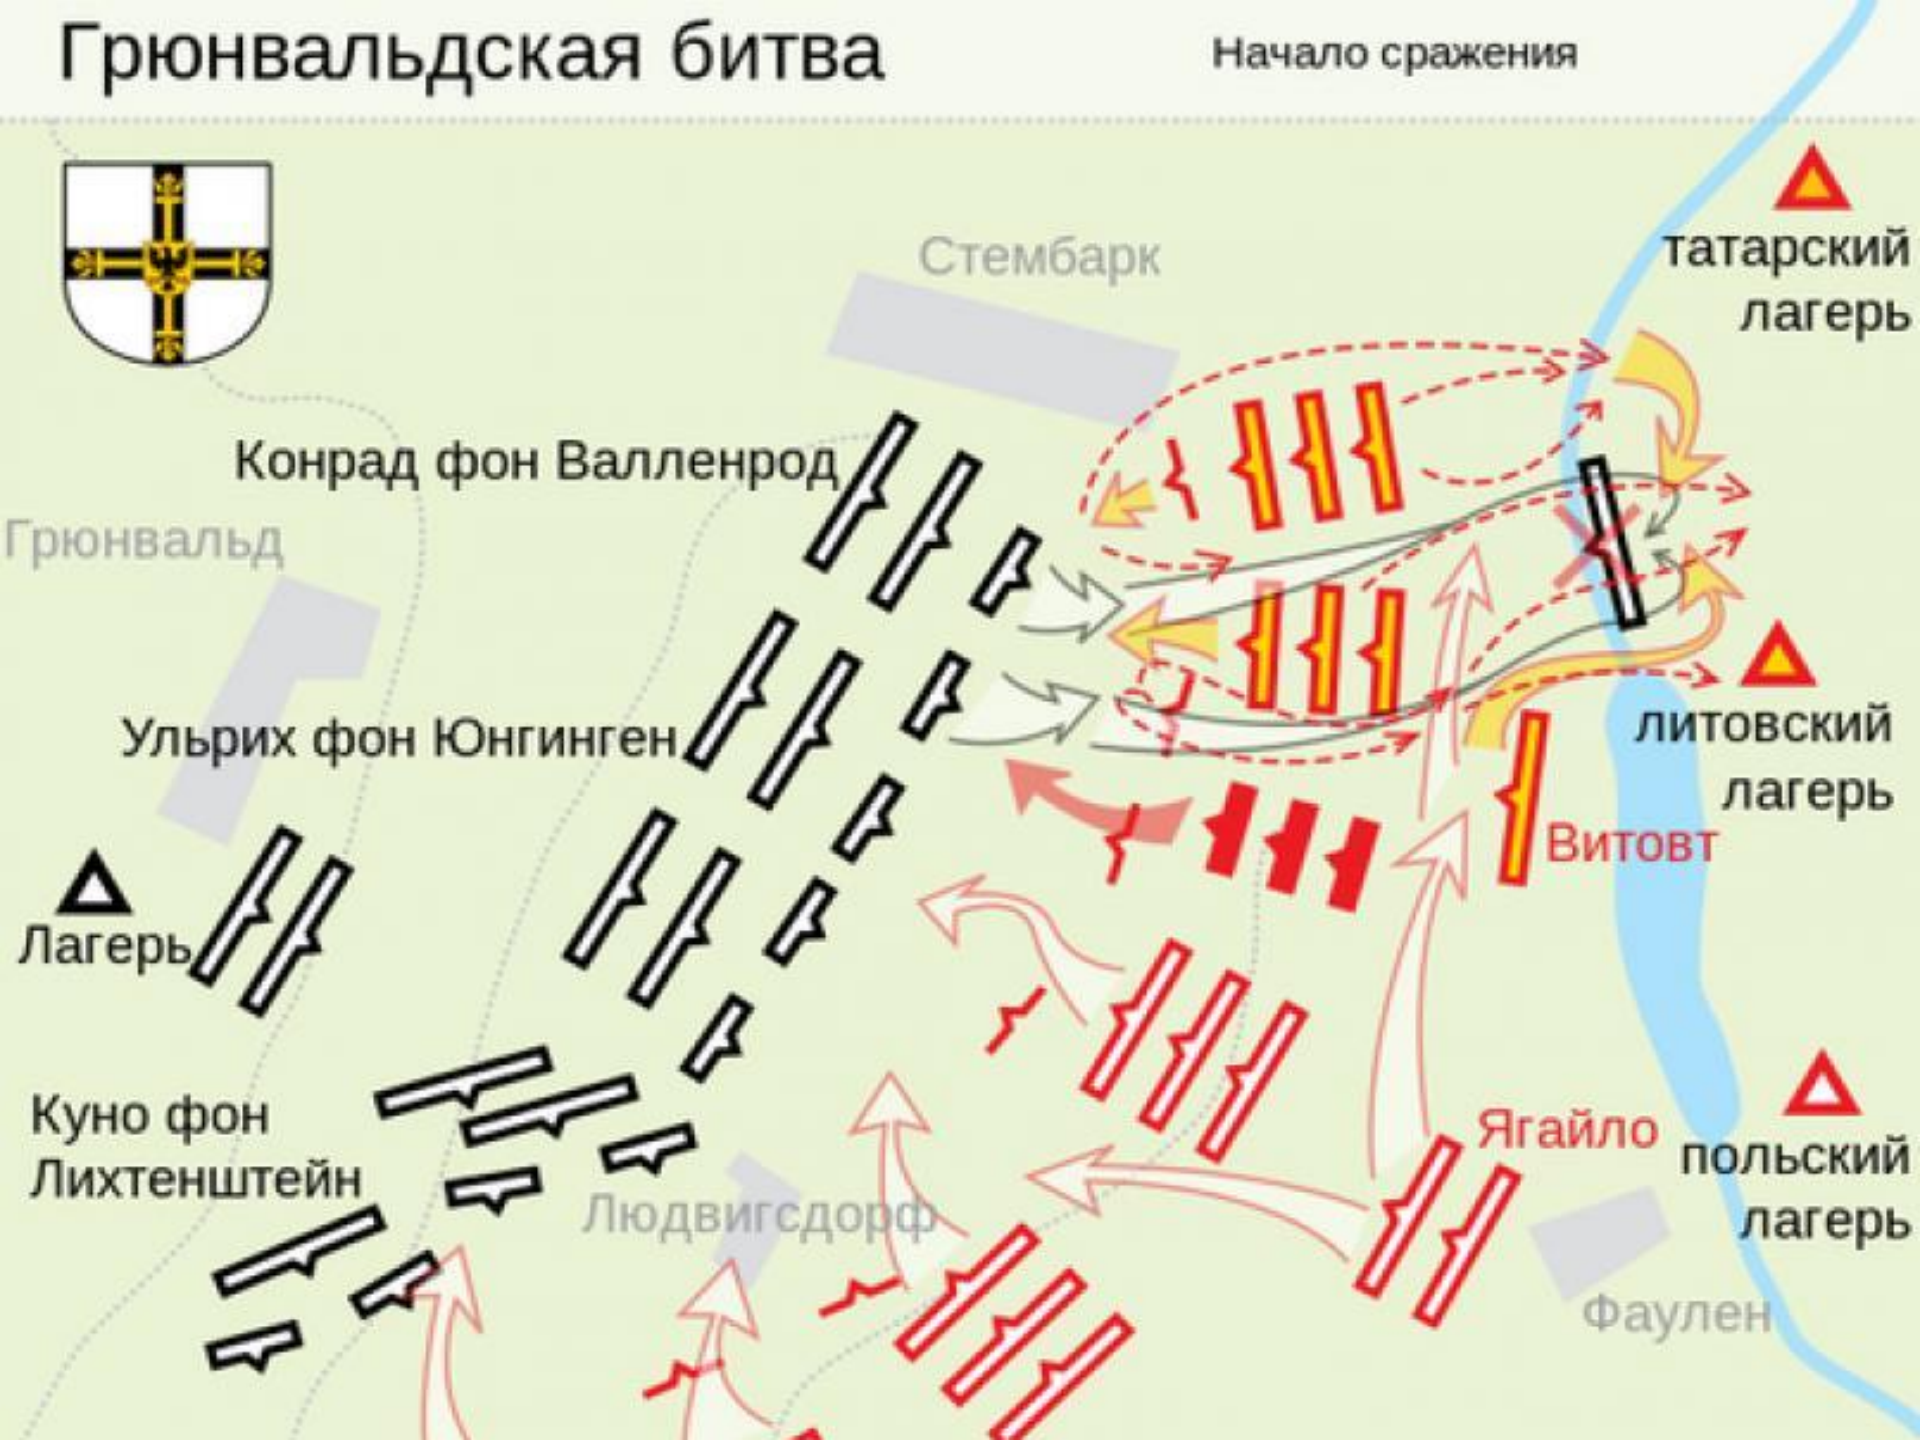 Грюнвальдская битва
Начало сражения
татарский
лагерь
Стембарк
Конрад фон Валленрод
Грюнвальд
Ульрих фон Юнгинген
литовский
лагерь
Витовт
Лагерь
Куно фон
Лихтенштейн
Ягайло
польский
лагерь
Людвигсдорф
Фаулен